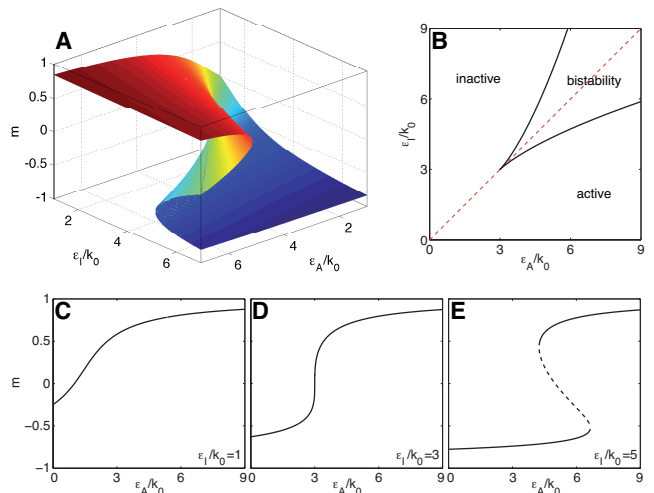 A
1
0.5
0
−0.5
−1
m
2
4
6
ε_I/k_0
6
4
2
ε_A/k_0
B
9
6
3
0
ε_I/k_0
inactive
bistability
active
0
3
6
9
ε_A/k_0
C
1
0.5
0
−0.5
−1
m
ε_I/k_0=1
0
3
6
9
ε_A/k_0
D
ε_I/k_0=3
0
3
6
9
ε_A/k_0
E
ε_I/k_0=5
0
3
6
9
ε_A/k_0